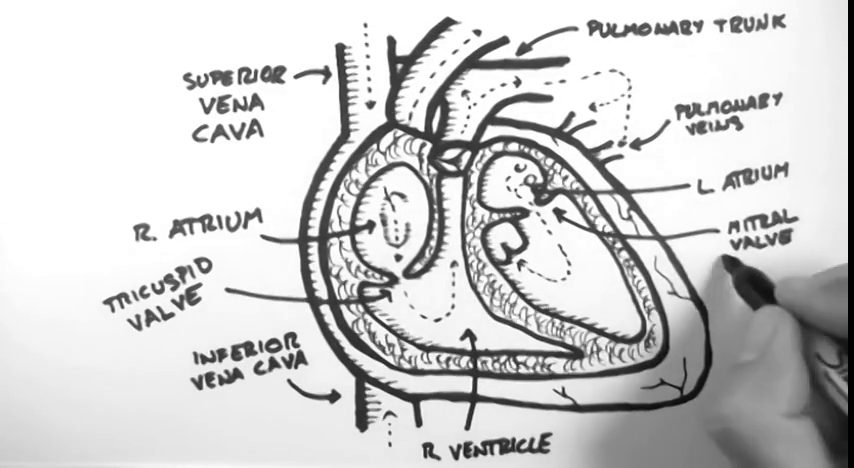 PULMONARY TRUNK
SUPERIOR
VENA
CAVA
PULMONARY
VEINS
L. ATRIUM
R. ATRIUM
MITRAL
VALVE
TRICUSPID
VALVE
INFERIOR
VENA CAVA
R VENTRICLE